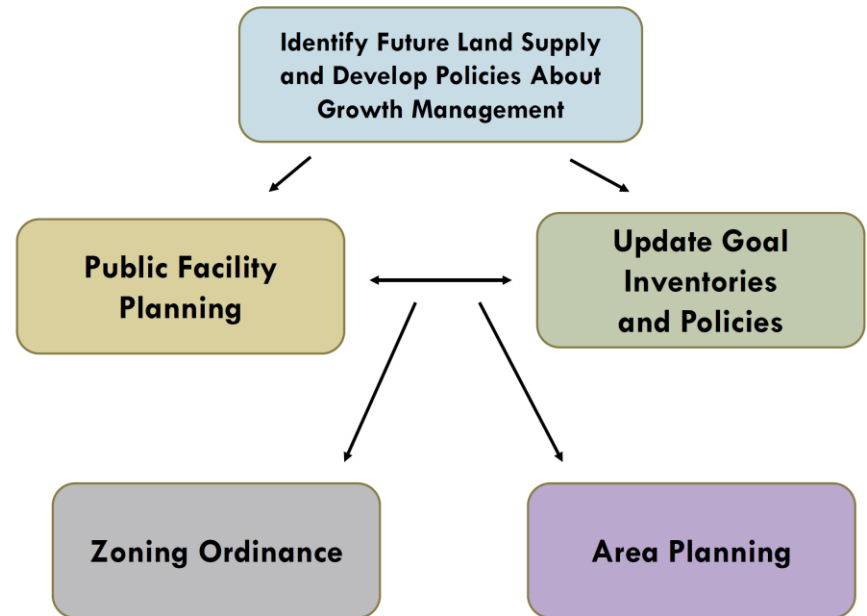 Identify Future Land Supply
and Develop Policies About
Growth Management
Public Facility
Planning
Update Goal
Inventories
and Policies
Zoning Ordinance
Area Planning